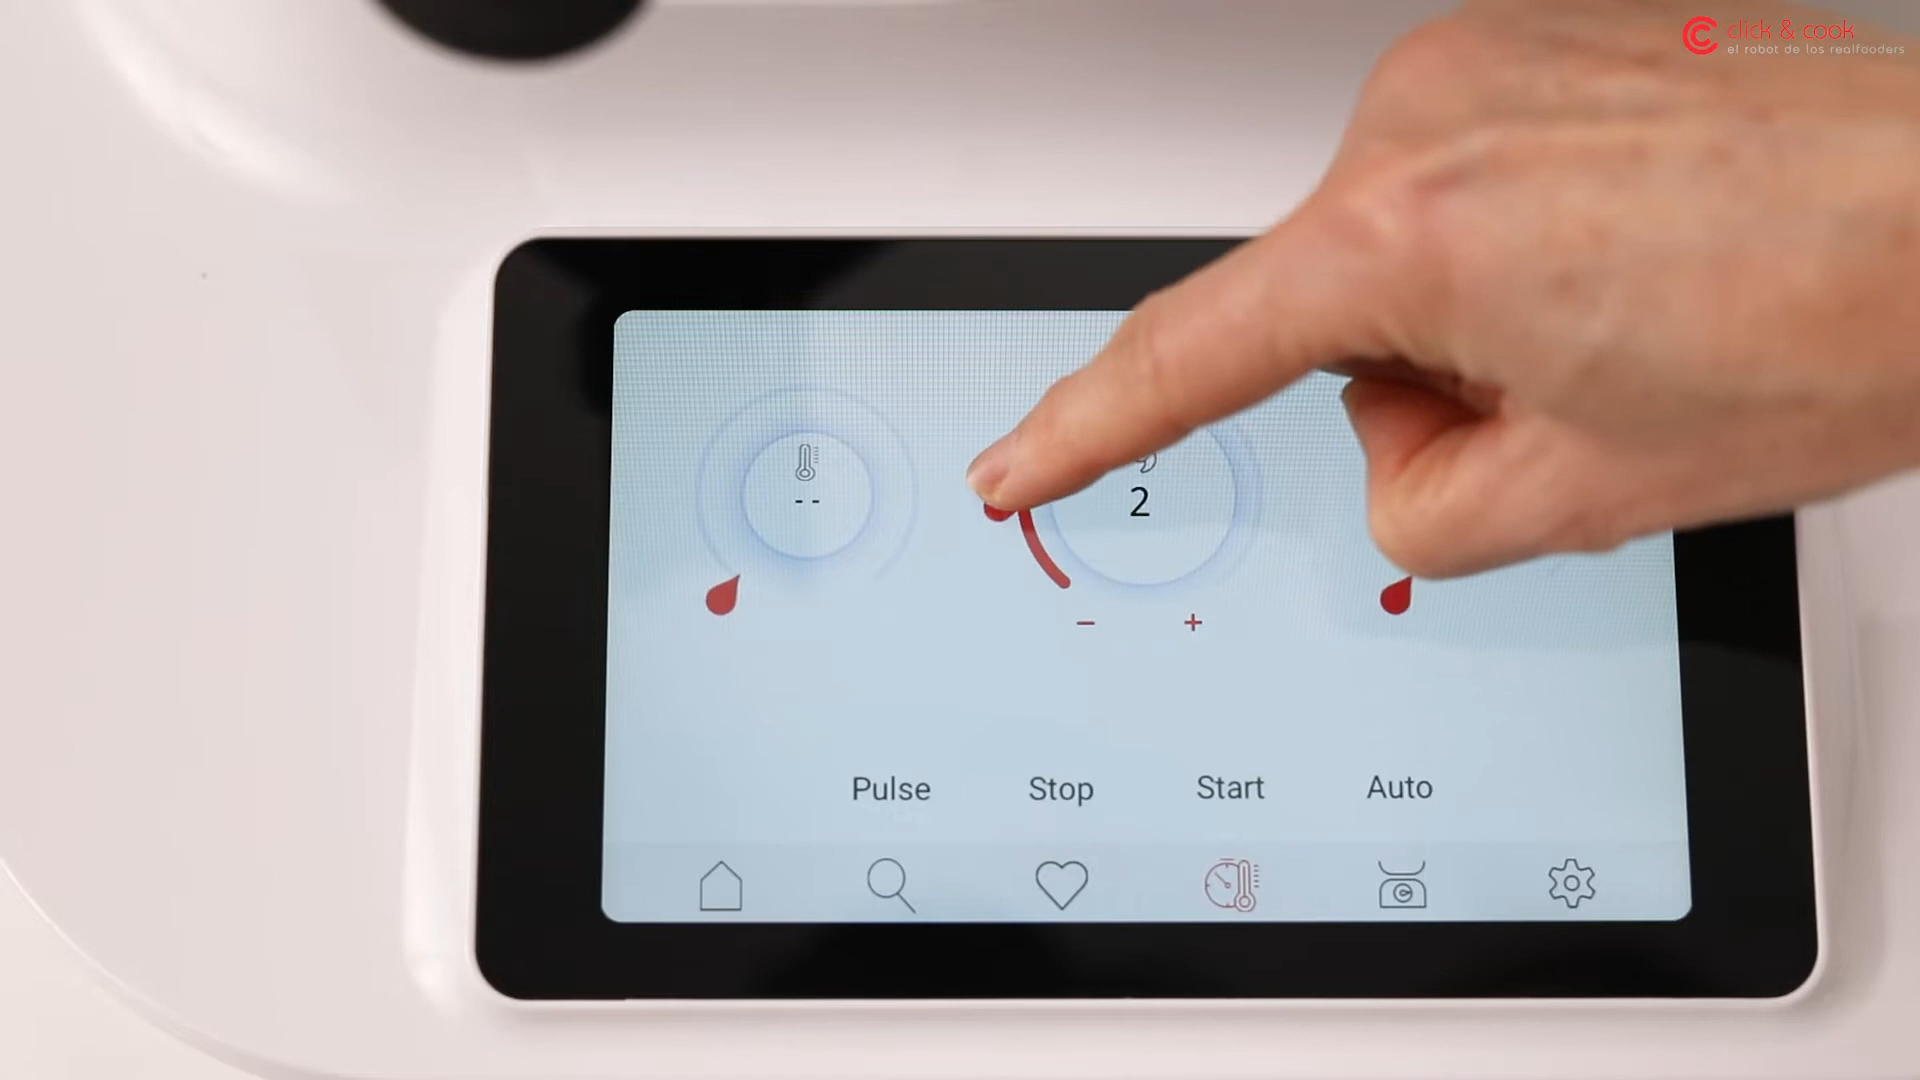 click & cook
el robot de los realfooders
--
2
− +
Pulse Stop Start Auto